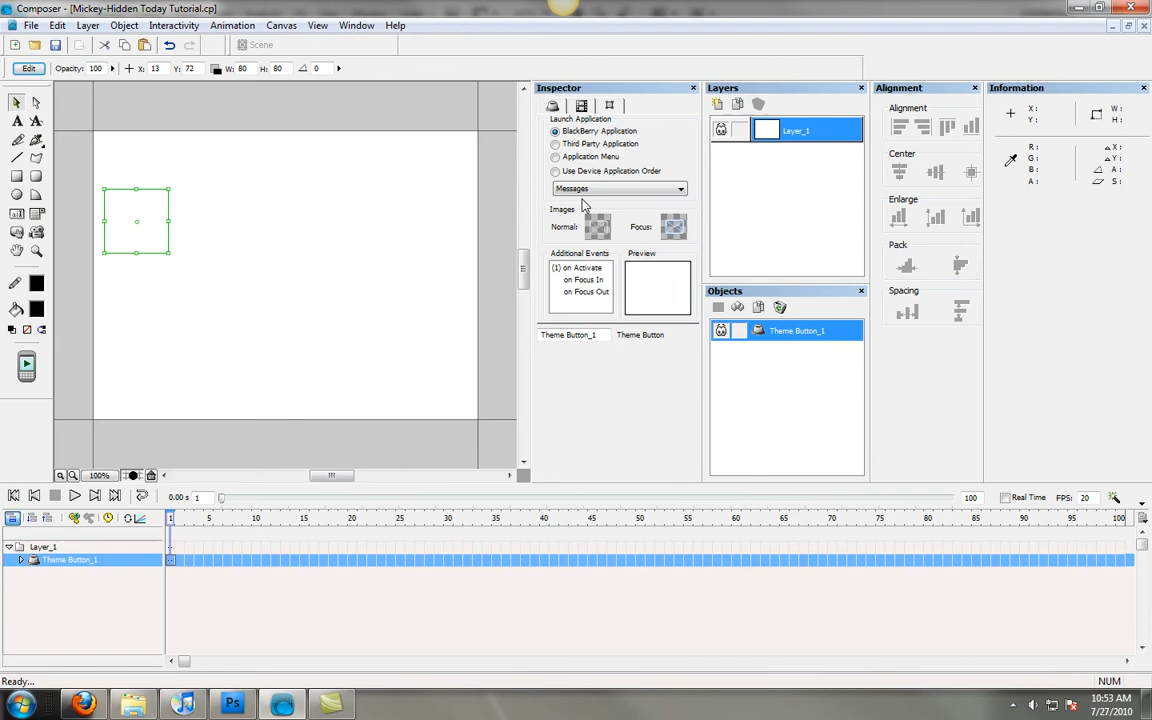 Composer - [Mickey-Hidden Today Tutorial.cp]
File Edit Layer Object Interactivity Animation Canvas View Window Help
Scene
Edit Opacity: 100 X: 13 Y: 72 W: 80 H: 80 0
Inspector
Launch Application
BlackBerry Application
Third Party Application
Application Menu
Use Device Application Order
Messages
Images
Normal: Focus:
Additional Events Preview
(1) on Activate
on Focus In
on Focus Out
Theme Button_1 Theme Button
Layers
Layer_1
Objects
Theme Button_1
Alignment
Alignment
Center
Enlarge
Pack
Spacing
Information
X: W:
Y: H:
R: X:
G: Y:
B: A:
A: S:
100%
0.00 s 1 100 Real Time FPS: 20
1 5 10 15 20 25 30 35 40 45 50 55 60 65 70 75 80 85 90 95 100
Layer_1
Theme Button_1
Ready... NUM
Ps
10:53 AM
7/27/2010